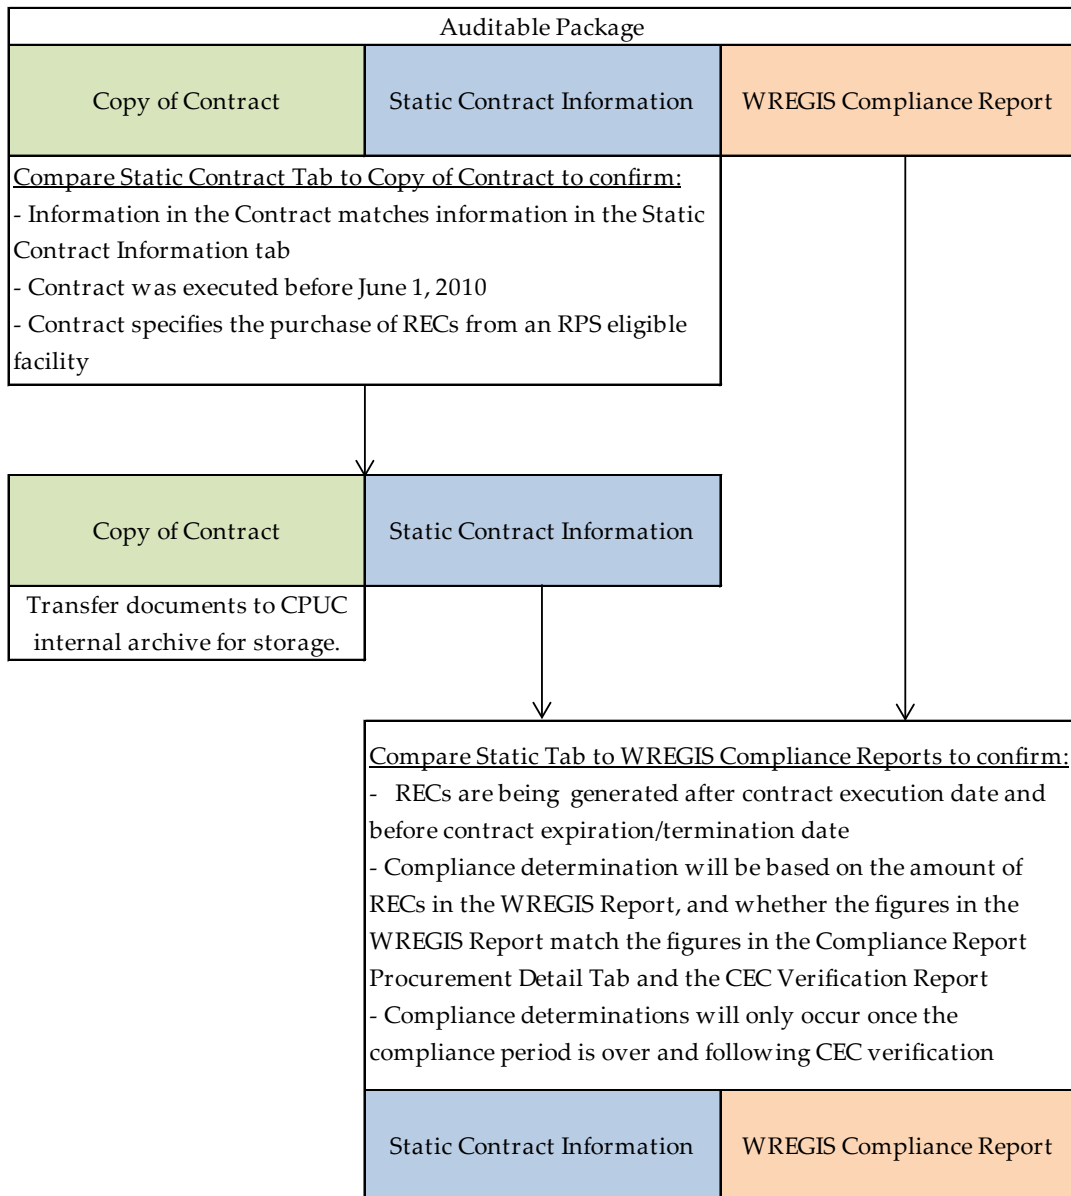 Auditable Package
Copy of Contract
Static Contract Information
WREGIS Compliance Report
Compare Static Contract Tab to Copy of Contract to confirm:
- Information in the Contract matches information in the Static
Contract Information tab
- Contract was executed before June 1, 2010
- Contract specifies the purchase of RECs from an RPS eligible
facility
Copy of Contract
Static Contract Information
Transfer documents to CPUC
internal archive for storage.
Compare Static Tab to WREGIS Compliance Reports to confirm:
- RECs are being generated after contract execution date and
before contract expiration/termination date
- Compliance determination will be based on the amount of
RECs in the WREGIS Report, and whether the figures in the
WREGIS Report match the figures in the Compliance Report
Procurement Detail Tab and the CEC Verification Report
- Compliance determinations will only occur once the
compliance period is over and following CEC verification
Static Contract Information
WREGIS Compliance Report